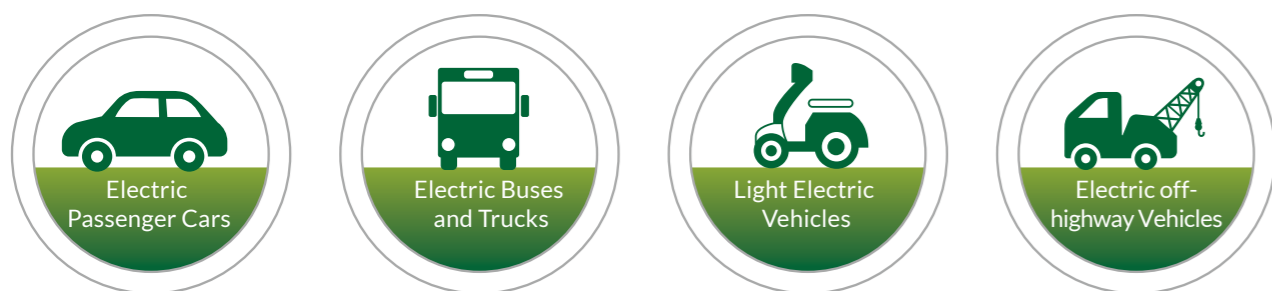 Electric
Passenger Cars
Electric Buses
and Trucks
Light Electric
Vehicles
Electric off-
highway Vehicles